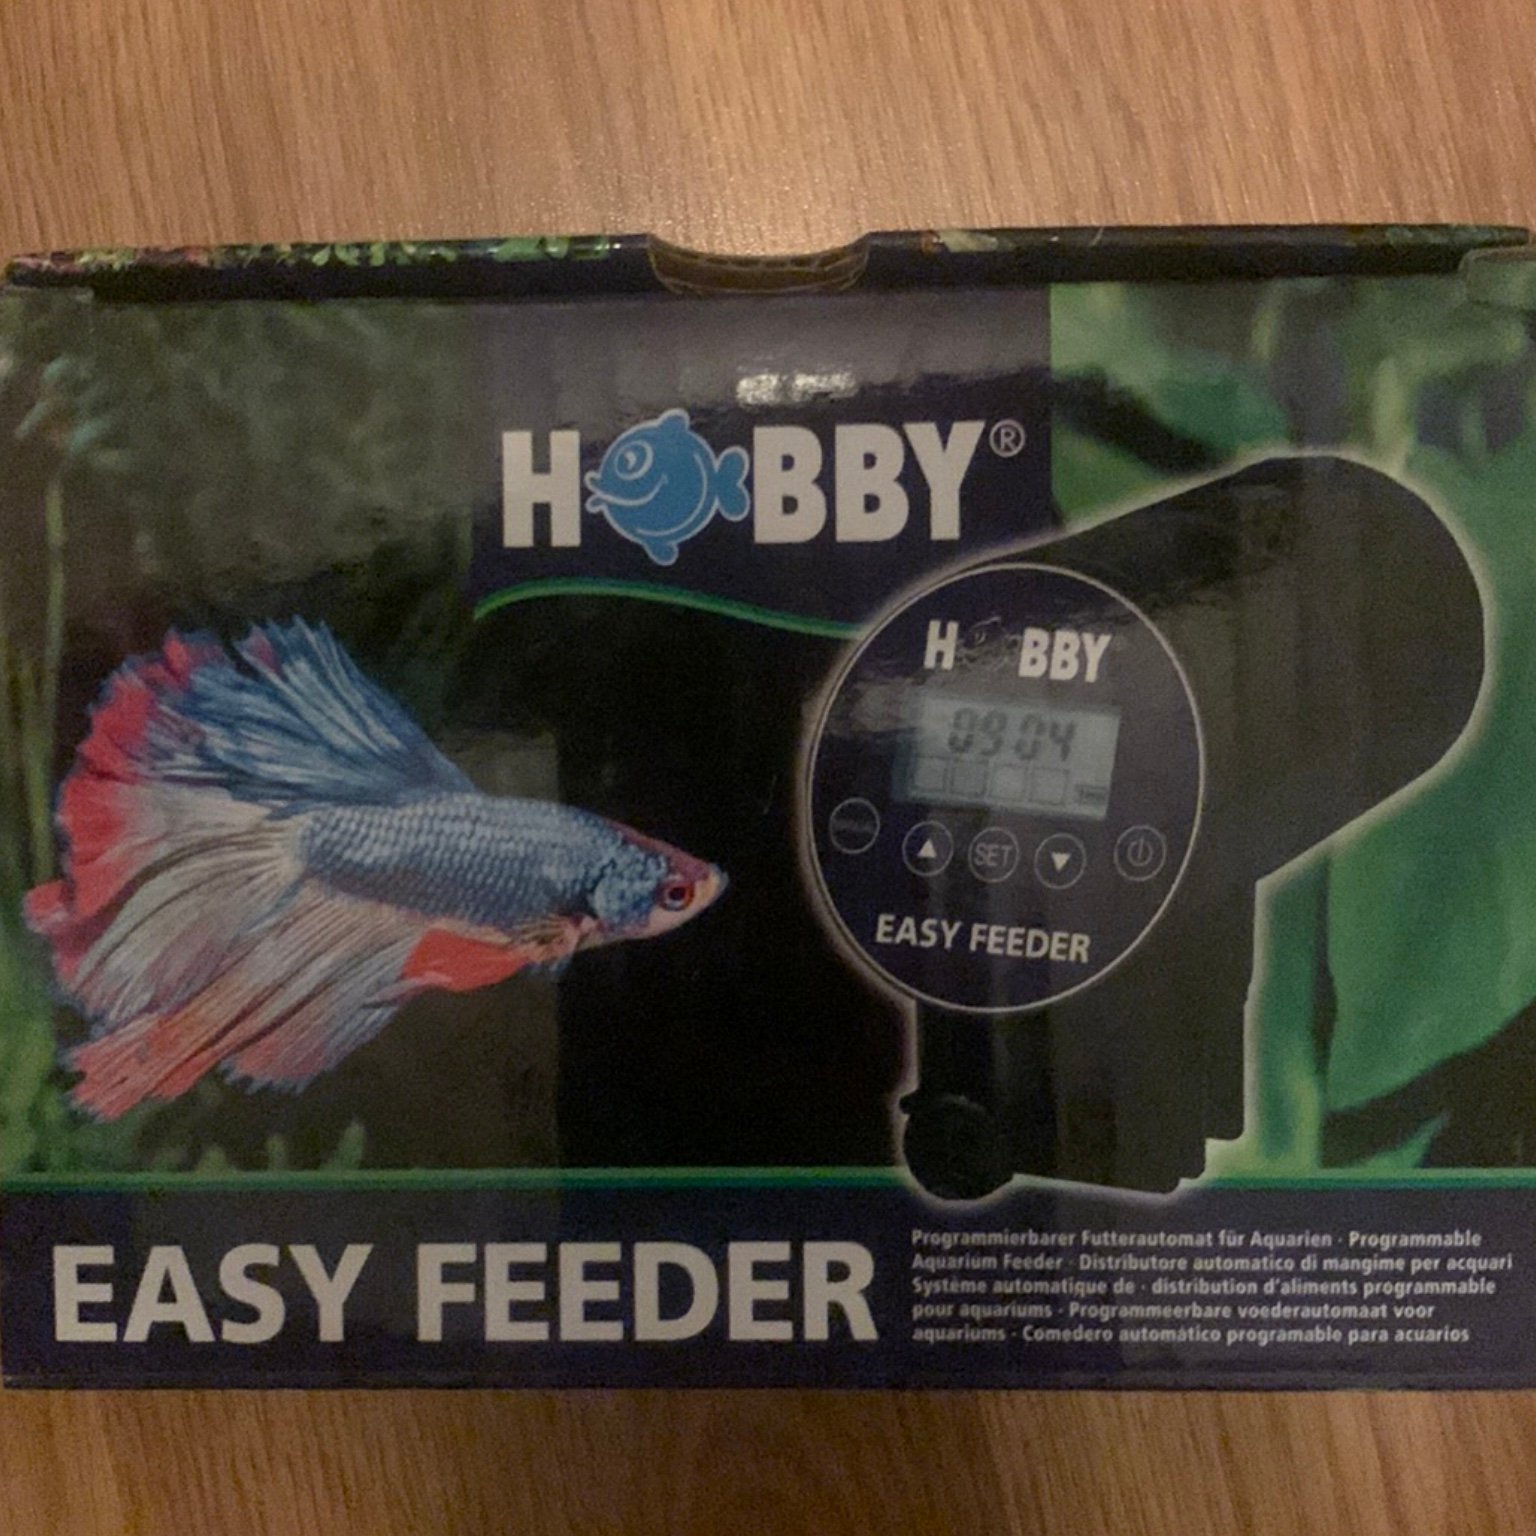 HOBBY®
HOBBY
09 04
SET
EASY FEEDER
EASY FEEDER
Programmierbarer Futterautomat für Aquarien · Programmable
Aquarium Feeder · Distributore automatico di mangime per acquari
Système automatique de · distribution d'aliments programmable
pour aquariums · Programmeerbare voederautomaat voor
aquariums · Comedero automático programable para acuarios